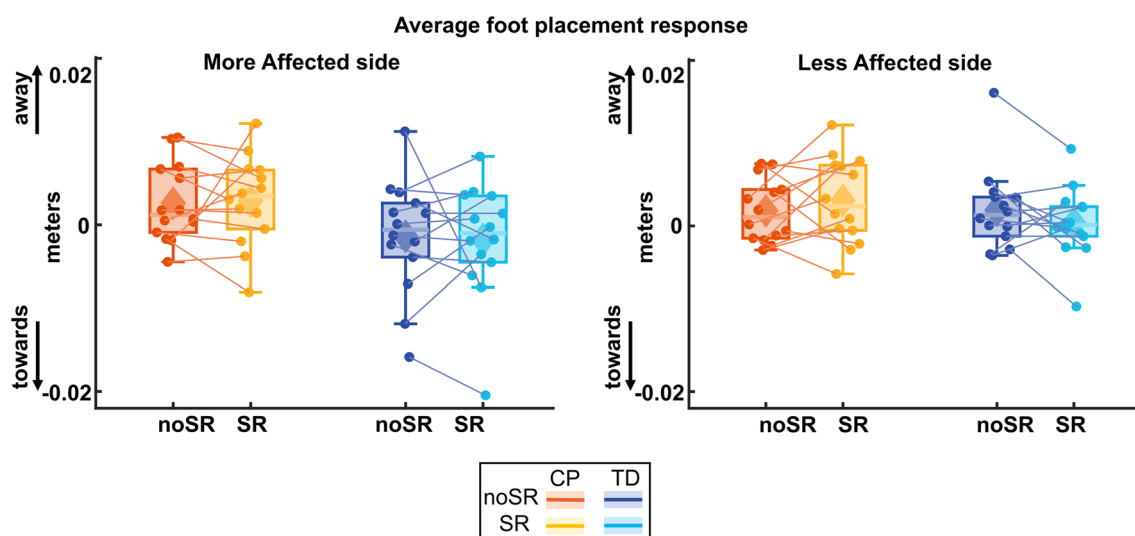 Average foot placement response
More Affected side
away
0.02
meters
0
towards
-0.02
noSR SR noSR SR
Less Affected side
away
0.02
meters
0
towards
-0.02
noSR SR noSR SR
CP TD
noSR
SR